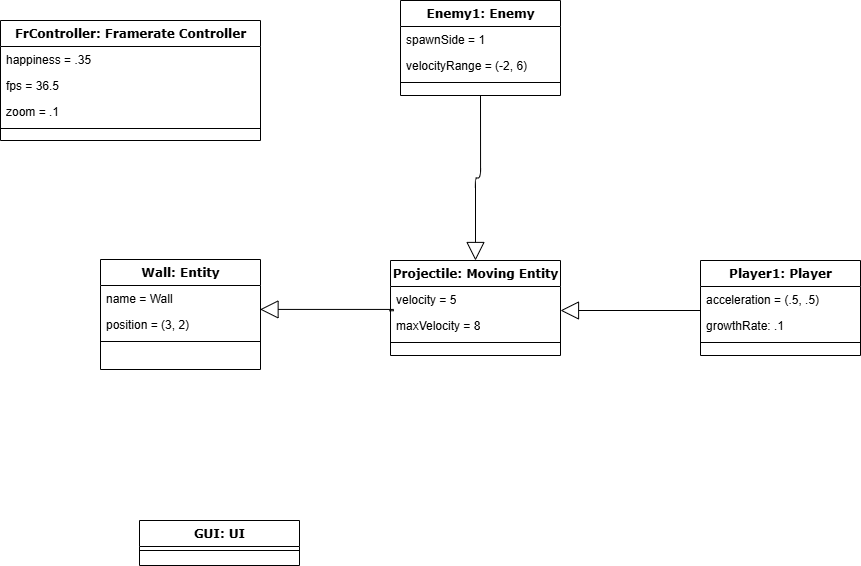 Enemy1: Enemy
spawnSide = 1
velocityRange = (-2, 6)
FrController: Framerate Controller
happiness = .35
fps = 36.5
zoom = .1
Wall: Entity
name = Wall
position = (3, 2)
Projectile: Moving Entity
velocity = 5
maxVelocity = 8
Player1: Player
acceleration = (.5, .5)
growthRate: .1
GUI: UI